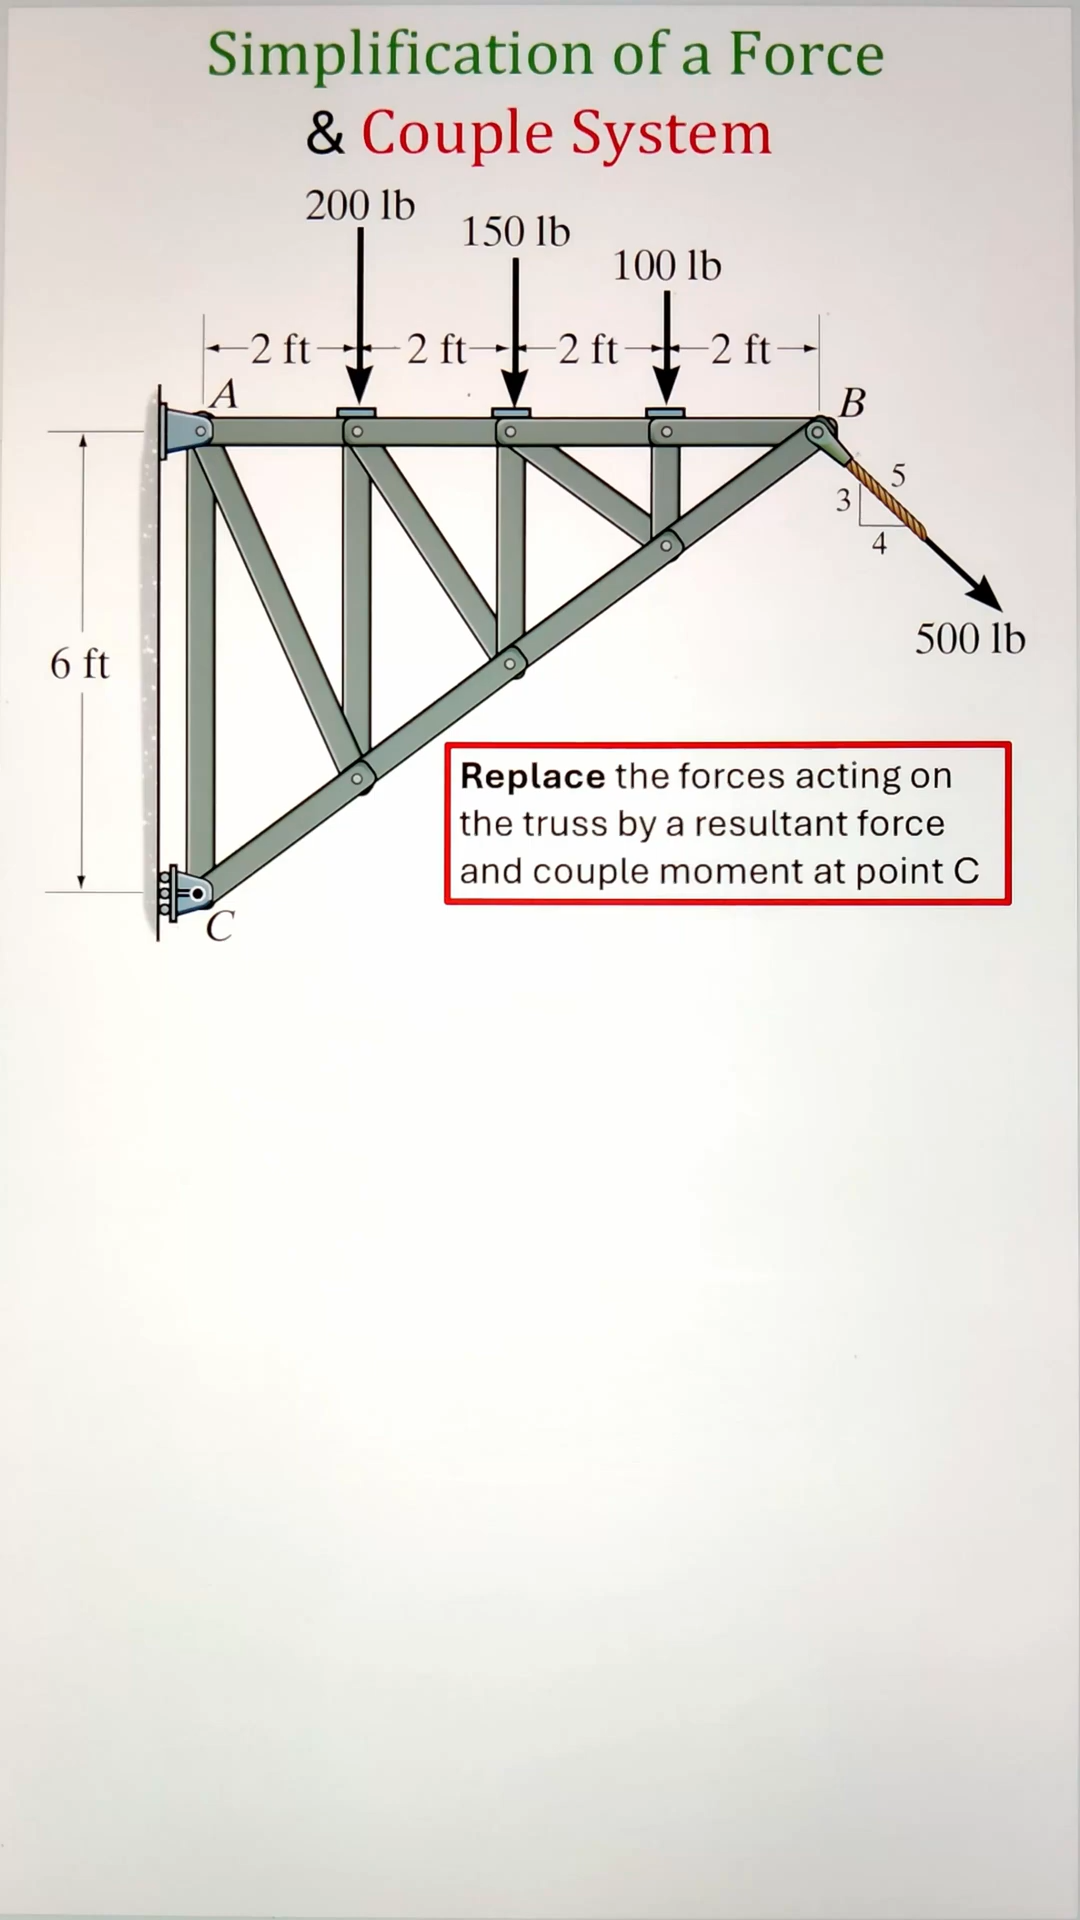 Simplification of a Force
& Couple System
200 lb
150 lb
100 lb
2 ft
2 ft
2 ft
2 ft
A
B
5
3
4
500 lb
6 ft
Replace the forces acting on
the truss by a resultant force
and couple moment at point C
C